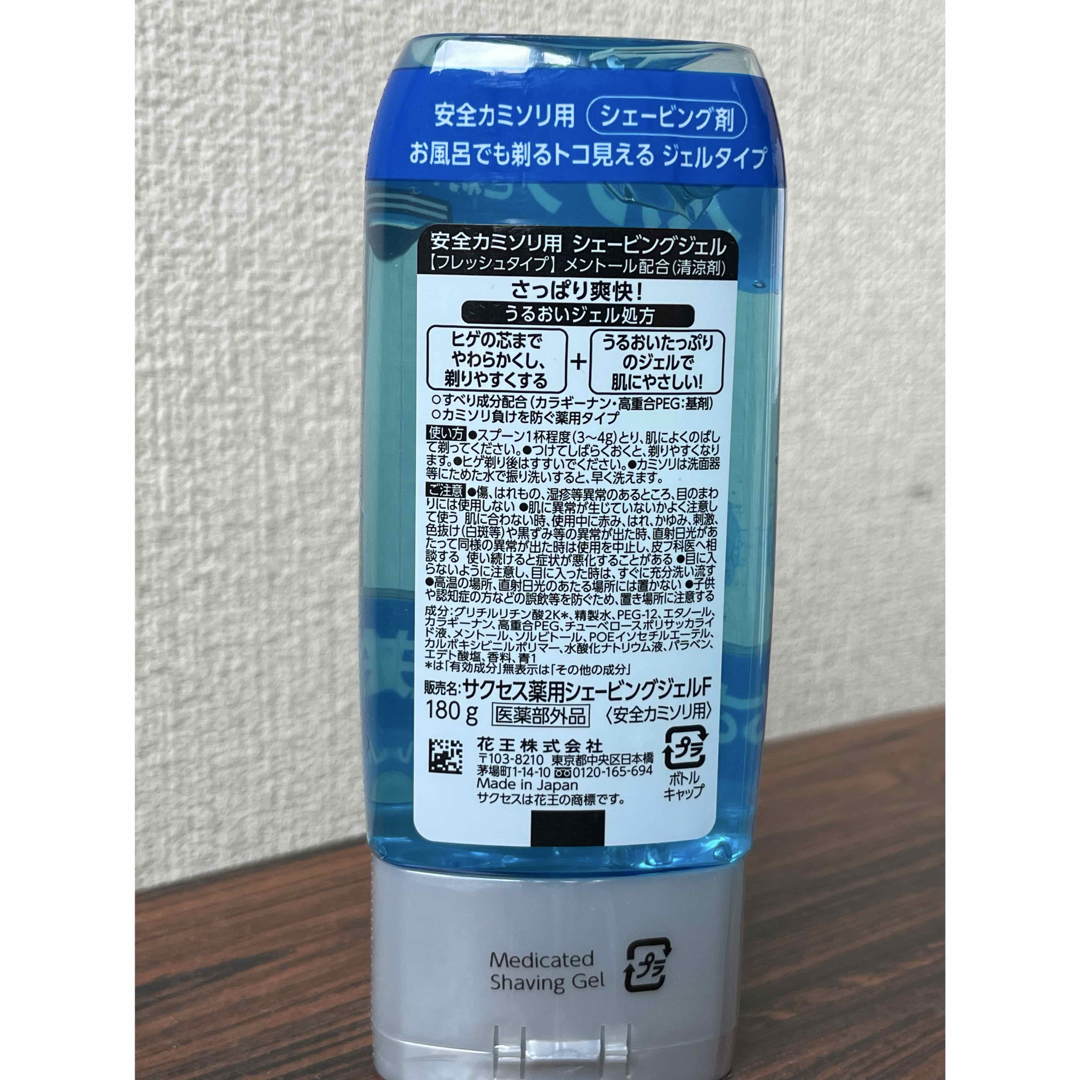 安全カミソリ用 シェービング剤
お風呂でも剃るトコ見える ジェルタイプ
安全カミソリ用 シェービングジェル
【フレッシュタイプ】メントール配合(清涼剤)
さっぱり爽快!
うるおいジェル処方
ヒゲの芯まで
やわらかくし、
剃りやすくする
+
うるおいたっぷり
のジェルで
肌にやさしい!
○すべり成分配合(カラギーナン・高重合PEG:基剤)
○カミソリ負けを防ぐ薬用タイプ
使い方 ●スプーン1杯程度(3〜4g)とり、肌によくのばし
て剃ってください。●つけてしばらくおくと、剃りやすくなり
ます。●ヒゲ剃り後はすすいでください。●カミソリは洗面器
等にためた水で振り洗いすると、早く洗えます。
ご注意 ●傷、はれもの、湿疹等異常のあるところ、目のまわ
りには使用しない ●肌に異常が生じていないかよく注意し
て使う 肌に合わない時、使用中に赤み、はれ、かゆみ、刺激、
色抜け(白斑等)や黒ずみ等の異常が出た時、直射日光があ
たって同様の異常が出た時は使用を中止し、皮フ科医へ相
談する 使い続けると症状が悪化することがある ●目に入
らないように注意し、目に入った時は、すぐに充分洗い流す
●高温の場所、直射日光のあたる場所には置かない ●子供
や認知症の方などの誤飲等を防ぐため、置き場所に注意する
成分:グリチルリチン酸2K*、精製水、PEG-12、エタノール、
カラギーナン、高重合PEG、チューベロースポリサッカライ
ド液、メントール、ソルビトール、POEイソセチルエーテル、
カルボキシビニルポリマー、水酸化ナトリウム液、パラベン、
エデト酸塩、香料、青1
*は「有効成分」無表示は「その他の成分」
販売名:サクセス薬用シェービングジェルF
180g 医薬部外品 〈安全カミソリ用〉
花王株式会社
〒103-8210 東京都中央区日本橋
茅場町1-14-10 0120-165-694
Made in Japan
サクセスは花王の商標です。
プラ
ボトル
キャップ
Medicated
Shaving Gel
プラ